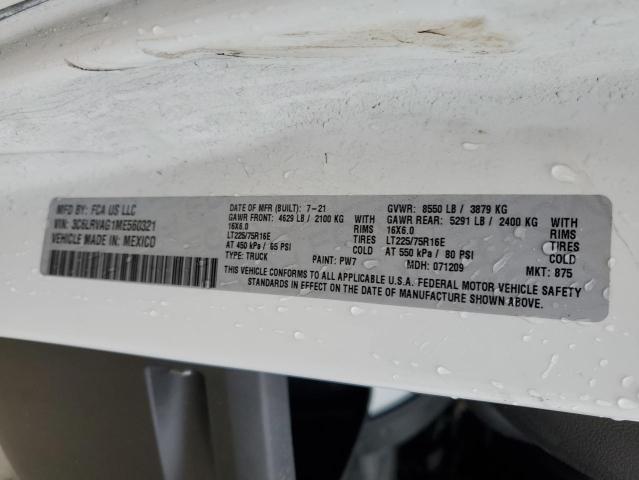 MFD BY: FCA US LLC
VIN: 3C6LRVAG1ME560321
VEHICLE MADE IN: MEXICO
DATE OF MFR (BUILT): 7-21
GAWR FRONT: 4629 LB / 2100 KG WITH
16X6.0 RIMS
LT225/75R16E TIRES
AT 450 kPa / 65 PSI COLD
TYPE: TRUCK PAINT: PW7
GVWR: 8550 LB / 3879 KG
GAWR REAR: 5291 LB / 2400 KG WITH
16X6.0 RIMS
LT225/75R16E TIRES
AT 550 kPa / 80 PSI COLD
MDH: 071209 MKT: 875
THIS VEHICLE CONFORMS TO ALL APPLICABLE U.S.A. FEDERAL MOTOR VEHICLE SAFETY
STANDARDS IN EFFECT ON THE DATE OF MANUFACTURE SHOWN ABOVE.